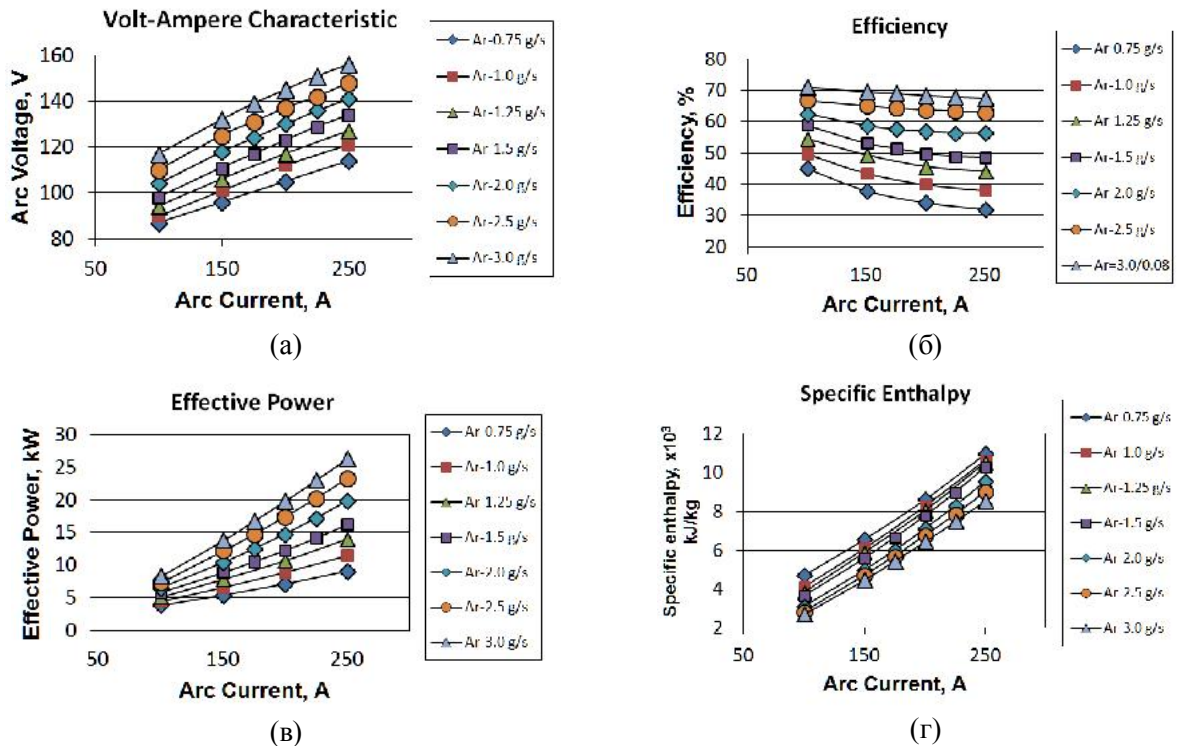 Volt-Ampere Characteristic
Arc Voltage, V
160
140
120
100
80
50
150
250
Arc Current, A
Ar-0.75 g/s
Ar-1.0 g/s
Ar-1.25 g/s
Ar-1.5 g/s
Ar-2.0 g/s
Ar-2.5 g/s
Ar-3.0 g/s
(а)
Efficiency
Efficiency, %
80
70
60
50
40
30
20
50
150
250
Arc Current, A
Ar 0.75 g/s
Ar-1.0 g/s
Ar 1.25 g/s
Ar-1.5 g/s
Ar 2.0 g/s
Ar-2.5 g/s
Ar=3.0/0.08
(б)
Effective Power
Effective Power, kW
30
25
20
15
10
5
0
50
150
250
Arc Current, A
Ar 0.75 g/s
Ar-1.0 g/s
Ar 1.25 g/s
Ar-1.5 g/s
Ar-2.0 g/s
Ar-2.5 g/s
Ar 3.0 g/s
(в)
Specific Enthalpy
Specific enthalpy, x10³
kJ/kg
12
10
8
6
4
2
50
150
250
Arc Current, A
Ar 0.75 g/s
Ar 1.0 g/s
Ar-1.25 g/s
Ar-1.5 g/s
Ar 2.0 g/s
Ar 2.5 g/s
Ar 3.0 g/s
(г)